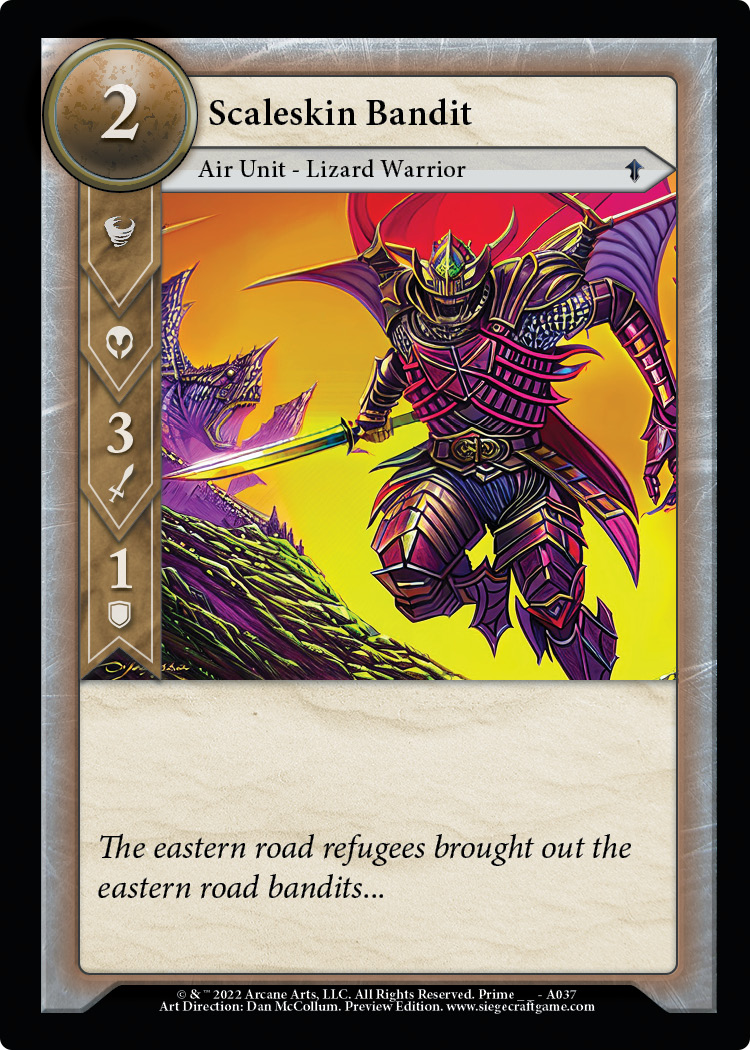 2
Scaleskin Bandit
Air Unit - Lizard Warrior
3
1
The eastern road refugees brought out the
eastern road bandits...
© & ™ 2022 Arcane Arts, LLC. All Rights Reserved. Prime _ _ - A037
Art Direction: Dan McCollum. Preview Edition. www.siegecraftgame.com